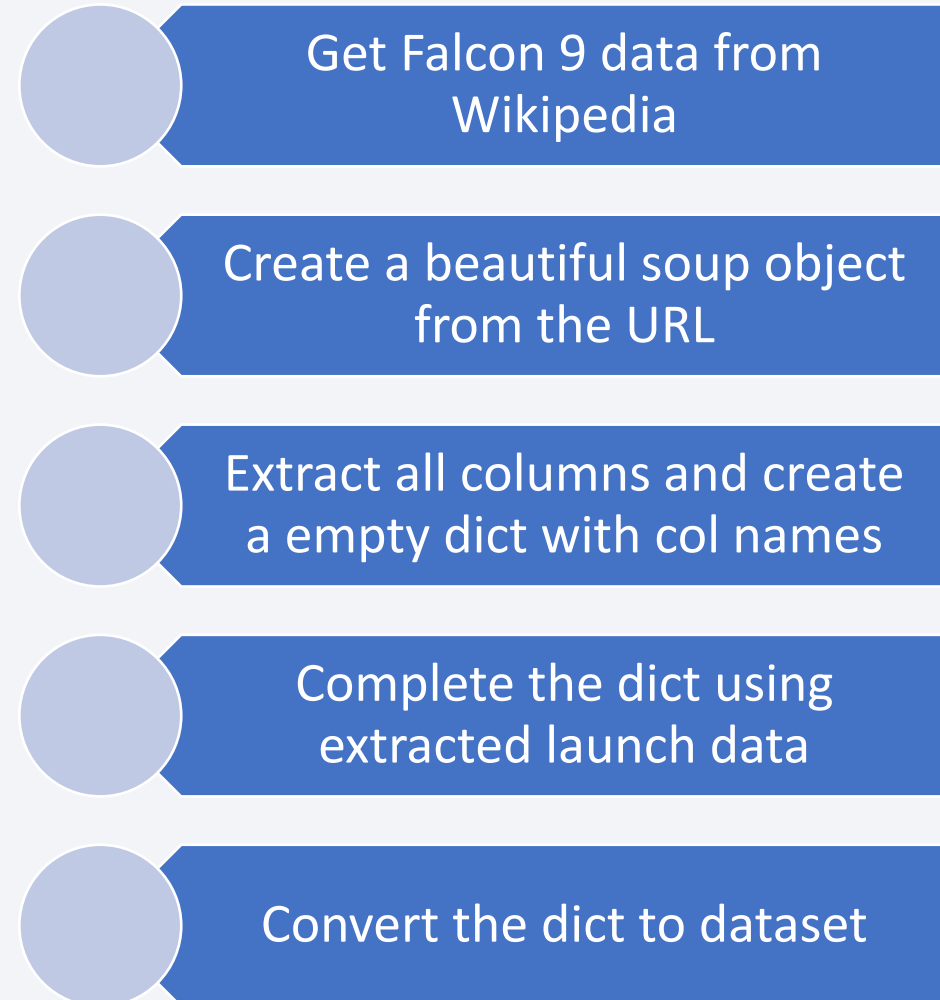 Get Falcon 9 data from
Wikipedia
Create a beautiful soup object
from the URL
Extract all columns and create
a empty dict with col names
Complete the dict using
extracted launch data
Convert the dict to dataset